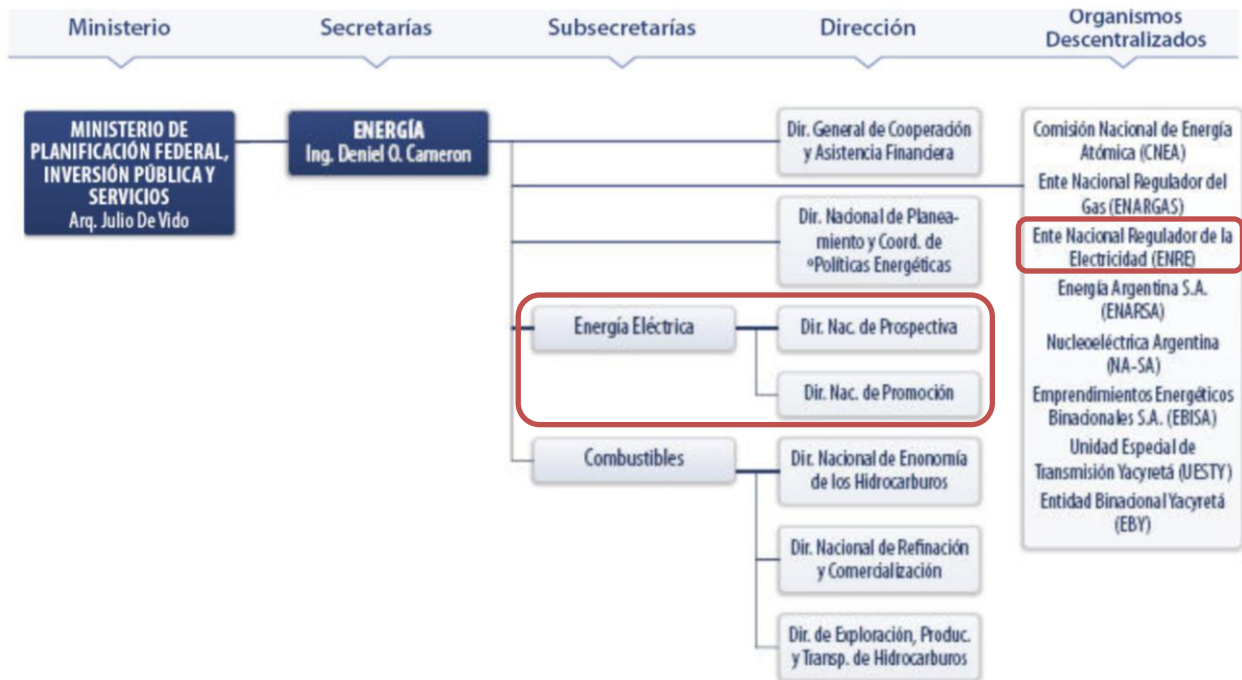 Ministerio
Secretarías
Subsecretarías
Dirección
Organismos
Descentralizados
MINISTERIO DE
PLANIFICACIÓN FEDERAL,
INVERSIÓN PÚBLICA Y
SERVICIOS
Arq. Julio De Vido
ENERGÍA
Ing. Deniel O. Cameron
Dir. General de Cooperación
y Asistencia Financiera
Dir. Nacional de Planea-
miento y Coord. de
ºPolíticas Energéticas
Energía Eléctrica
Dir. Nac. de Prospectiva
Dir. Nac. de Promoción
Combustibles
Dir. Nacional de Enonomía
de los Hidrocarburos
Dir. Nacional de Refinación
y Comercialización
Dir. de Exploración, Produc.
y Transp. de Hidrocarburos
Comisión Nacional de Energía
Atómica (CNEA)
Ente Nacional Regulador del
Gas (ENARGAS)
Ente Nacional Regulador de la
Electricidad (ENRE)
Energía Argentina S.A.
(ENARSA)
Nucleoeléctrica Argentina
(NA-SA)
Emprendimientos Energéticos
Binacionales S.A. (EBISA)
Unidad Especial de
Transmisión Yacyretá (UESTY)
Entidad Binacional Yacyretá
(EBY)